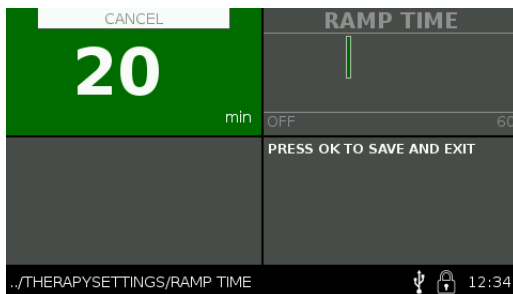 CANCEL
20
min
RAMP TIME
OFF 60
PRESS OK TO SAVE AND EXIT
../THERAPYSETTINGS/RAMP TIME
12:34